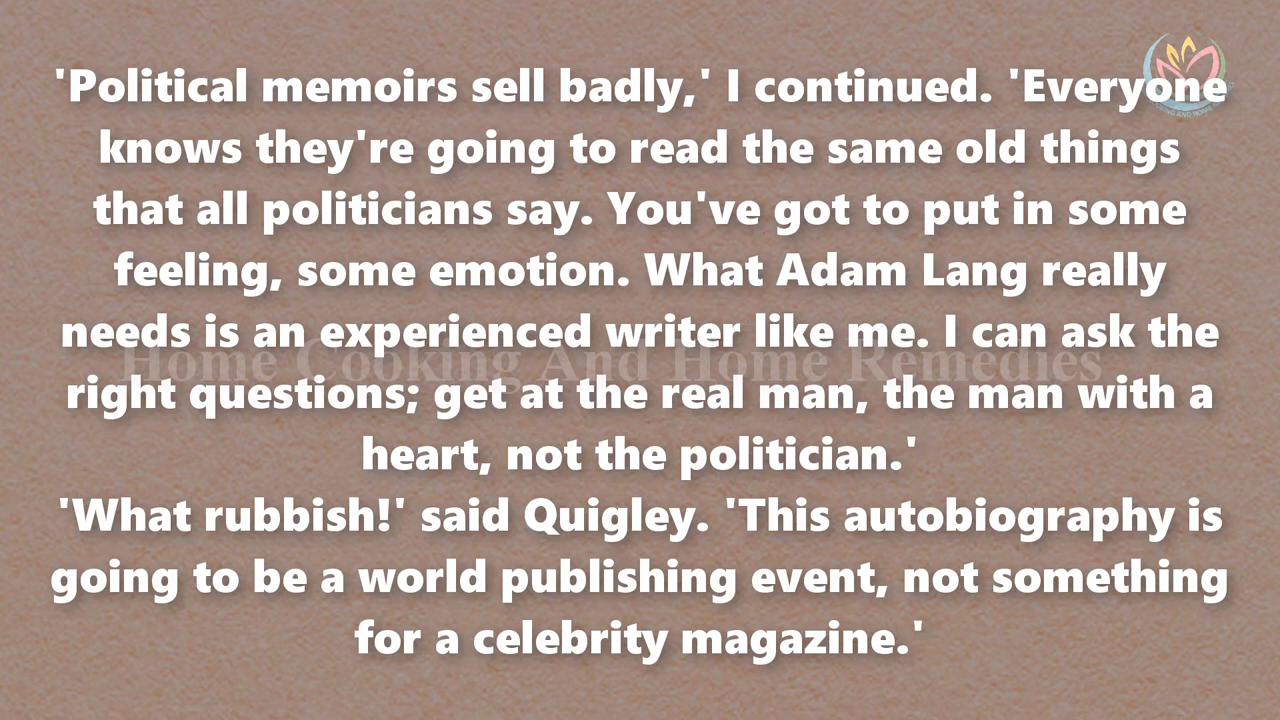 'Political memoirs sell badly,' I continued. 'Everyone
knows they're going to read the same old things
that all politicians say. You've got to put in some
feeling, some emotion. What Adam Lang really
needs is an experienced writer like me. I can ask the
Home Cooking And Home Remedies
right questions; get at the real man, the man with a
heart, not the politician.'
'What rubbish!' said Quigley. 'This autobiography is
going to be a world publishing event, not something
for a celebrity magazine.'